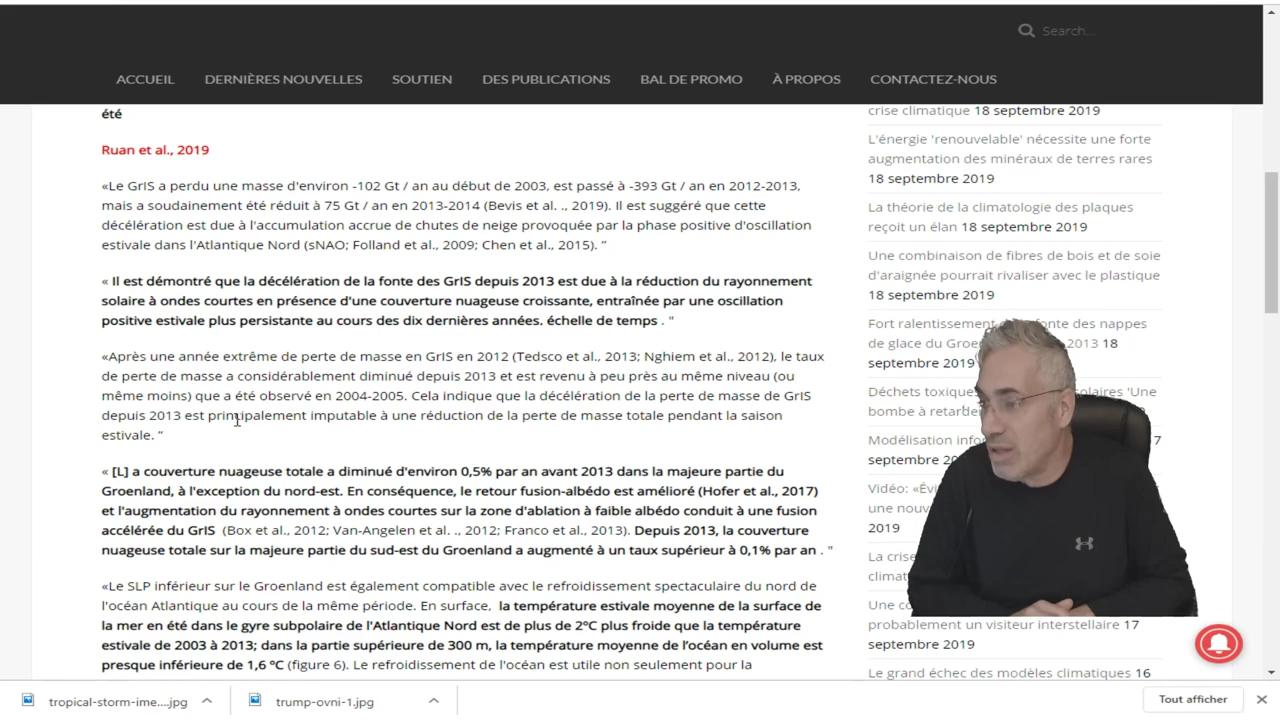 Search...
ACCUEIL DERNIÈRES NOUVELLES SOUTIEN DES PUBLICATIONS BAL DE PROMO À PROPOS CONTACTEZ-NOUS
été
Ruan et al., 2019
«Le GrIS a perdu une masse d'environ -102 Gt / an au début de 2003, est passé à -393 Gt / an en 2012-2013,
mais a soudainement été réduit à 75 Gt / an en 2013-2014 (Bevis et al. ., 2019). Il est suggéré que cette
décélération est due à l'accumulation accrue de chutes de neige provoquée par la phase positive d'oscillation
estivale dans l'Atlantique Nord (sNAO; Folland et al., 2009; Chen et al., 2015). ”
« Il est démontré que la décélération de la fonte des GrIS depuis 2013 est due à la réduction du rayonnement
solaire à ondes courtes en présence d'une couverture nuageuse croissante, entraînée par une oscillation
positive estivale plus persistante au cours des dix dernières années. échelle de temps . "
«Après une année extrême de perte de masse en GrIS en 2012 (Tedsco et al., 2013; Nghiem et al., 2012), le taux
de perte de masse a considérablement diminué depuis 2013 et est revenu à peu près au même niveau (ou
même moins) que a été observé en 2004-2005. Cela indique que la décélération de la perte de masse de GrIS
depuis 2013 est principalement imputable à une réduction de la perte de masse totale pendant la saison
estivale. ”
« [L] a couverture nuageuse totale a diminué d'environ 0,5% par an avant 2013 dans la majeure partie du
Groenland, à l'exception du nord-est. En conséquence, le retour fusion-albédo est amélioré (Hofer et al., 2017)
et l'augmentation du rayonnement à ondes courtes sur la zone d'ablation à faible albédo conduit à une fusion
accélérée du GrIS (Box et al., 2012; Van-Angelen et al. ., 2012; Franco et al., 2013). Depuis 2013, la couverture
nuageuse totale sur la majeure partie du sud-est du Groenland a augmenté à un taux supérieur à 0,1% par an . ”
«Le SLP inférieur sur le Groenland est également compatible avec le refroidissement spectaculaire du nord de
l'océan Atlantique au cours de la même période. En surface, la température estivale moyenne de la surface de
la mer en été dans le gyre subpolaire de l'Atlantique Nord est de plus de 2ºC plus froide que la température
estivale de 2003 à 2013; dans la partie supérieure de 300 m, la température moyenne de l’océan en volume est
presque inférieure de 1,6 ºC (figure 6). Le refroidissement de l'océan est utile non seulement pour la
crise climatique 18 septembre 2019
L'énergie 'renouvelable' nécessite une forte
augmentation des minéraux de terres rares
18 septembre 2019
La théorie de la climatologie des plaques
reçoit un élan 18 septembre 2019
Une combinaison de fibres de bois et de soie
d'araignée pourrait rivaliser avec le plastique
18 septembre 2019
Fort ralentissement fonte des nappes
de glace du 2013 18
septembre 2019
Déchets toxiques 'Une
bombe à
Modélisation 7
septembre
Vidéo:
une
2019
La
Une
probablement un visiteur interstellaire 17
septembre 2019
Le grand échec des modèles climatiques 16
tropical-storm-ime....jpg trump-ovni-1.jpg Tout afficher